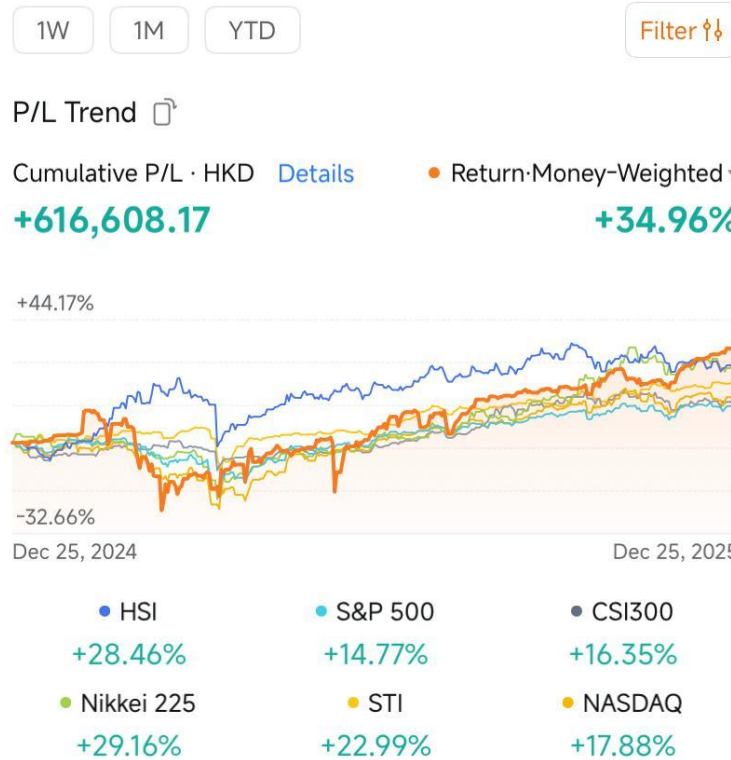 1W 1M YTD Filter
P/L Trend
Cumulative P/L · HKD Details Return·Money-Weighted
+616,608.17 +34.96%
+44.17%
-32.66%
Dec 25, 2024 Dec 25, 2025
HSI S&P 500 CSI300
+28.46% +14.77% +16.35%
Nikkei 225 STI NASDAQ
+29.16% +22.99% +17.88%